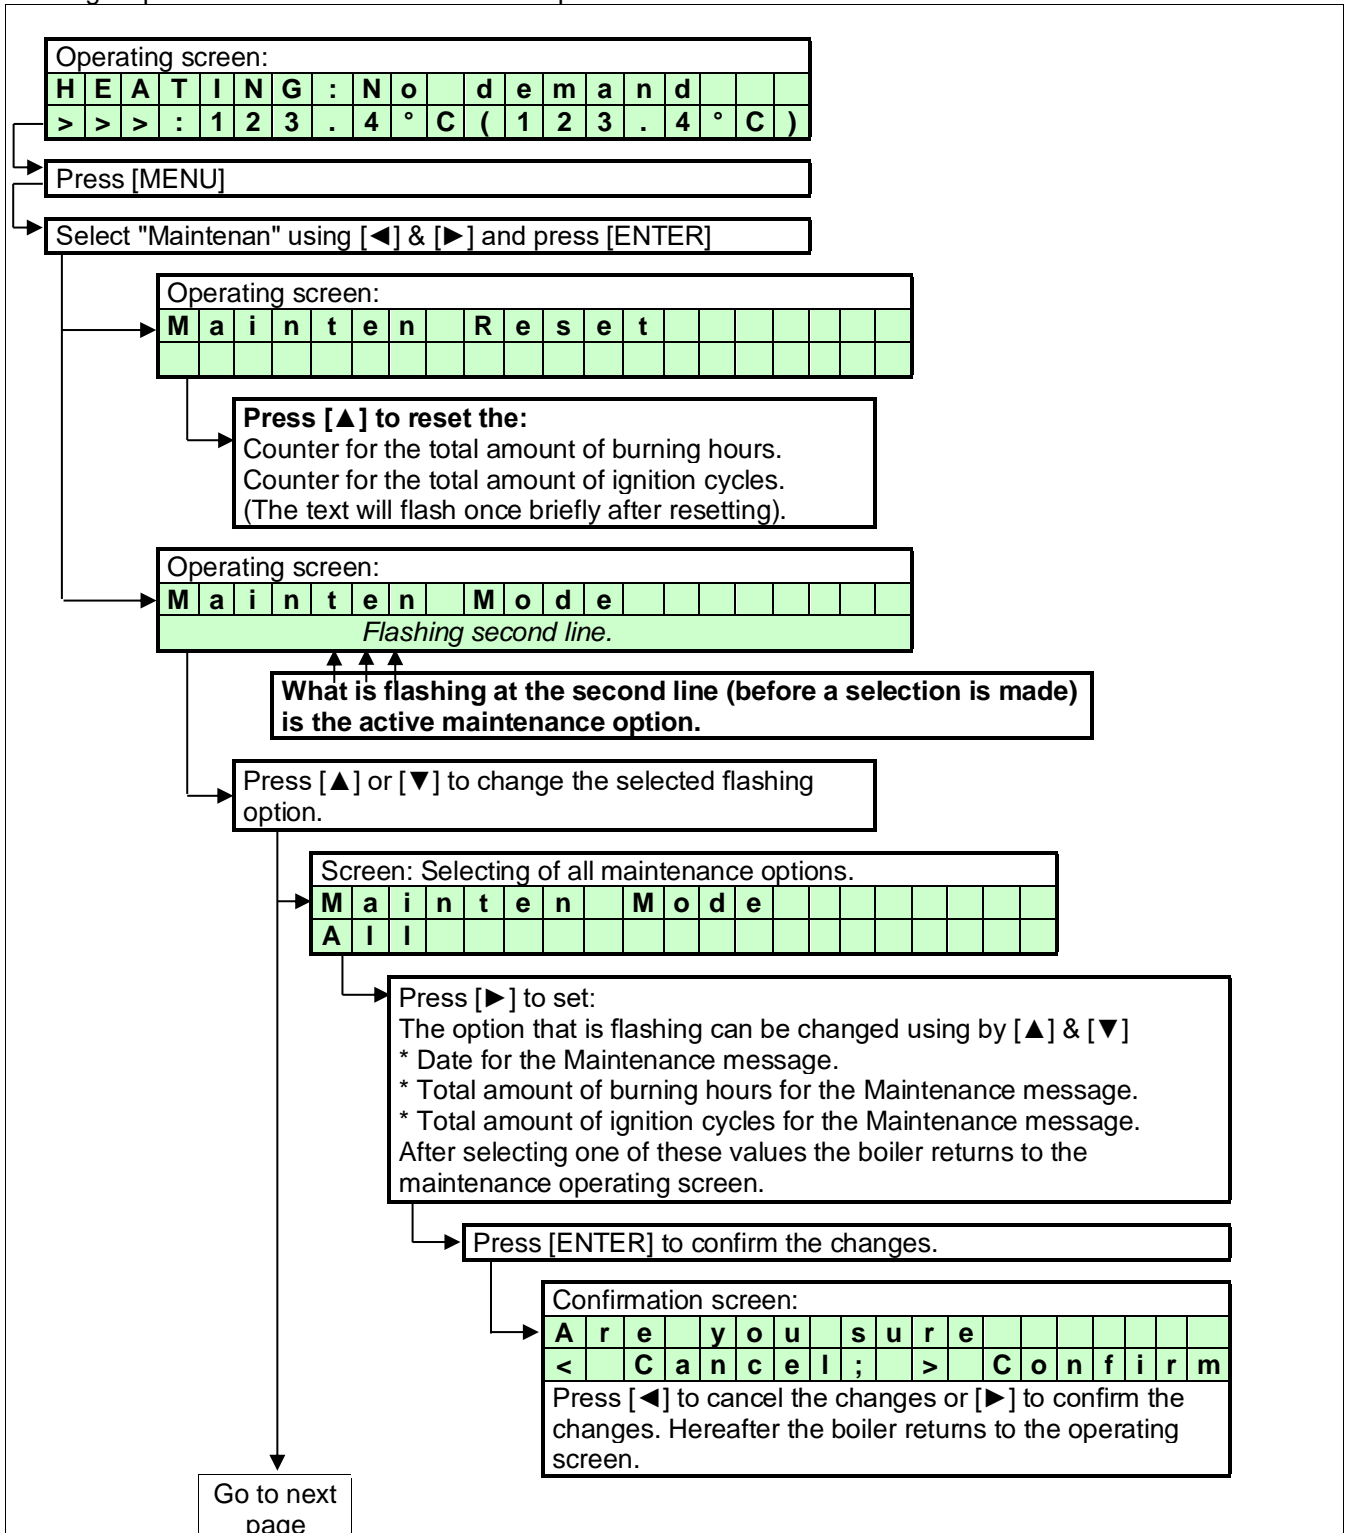 Operating screen:
HEATING:No demand
>>>:123.4°C(123.4°C)
Press [MENU]
Select "Maintenan" using [◄] & [►] and press [ENTER]
Operating screen:
Mainten Reset
Press [▲] to reset the:
Counter for the total amount of burning hours.
Counter for the total amount of ignition cycles.
(The text will flash once briefly after resetting).
Operating screen:
Mainten Mode
Flashing second line.
What is flashing at the second line (before a selection is made)
is the active maintenance option.
Press [▲] or [▼] to change the selected flashing
option.
Screen: Selecting of all maintenance options.
Mainten Mode
All
Press [►] to set:
The option that is flashing can be changed using by [▲] & [▼]
* Date for the Maintenance message.
* Total amount of burning hours for the Maintenance message.
* Total amount of ignition cycles for the Maintenance message.
After selecting one of these values the boiler returns to the
maintenance operating screen.
Press [ENTER] to confirm the changes.
Confirmation screen:
Are you sure
< Cancel; > Confirm
Press [◄] to cancel the changes or [►] to confirm the
changes. Hereafter the boiler returns to the operating
screen.
Go to next
page